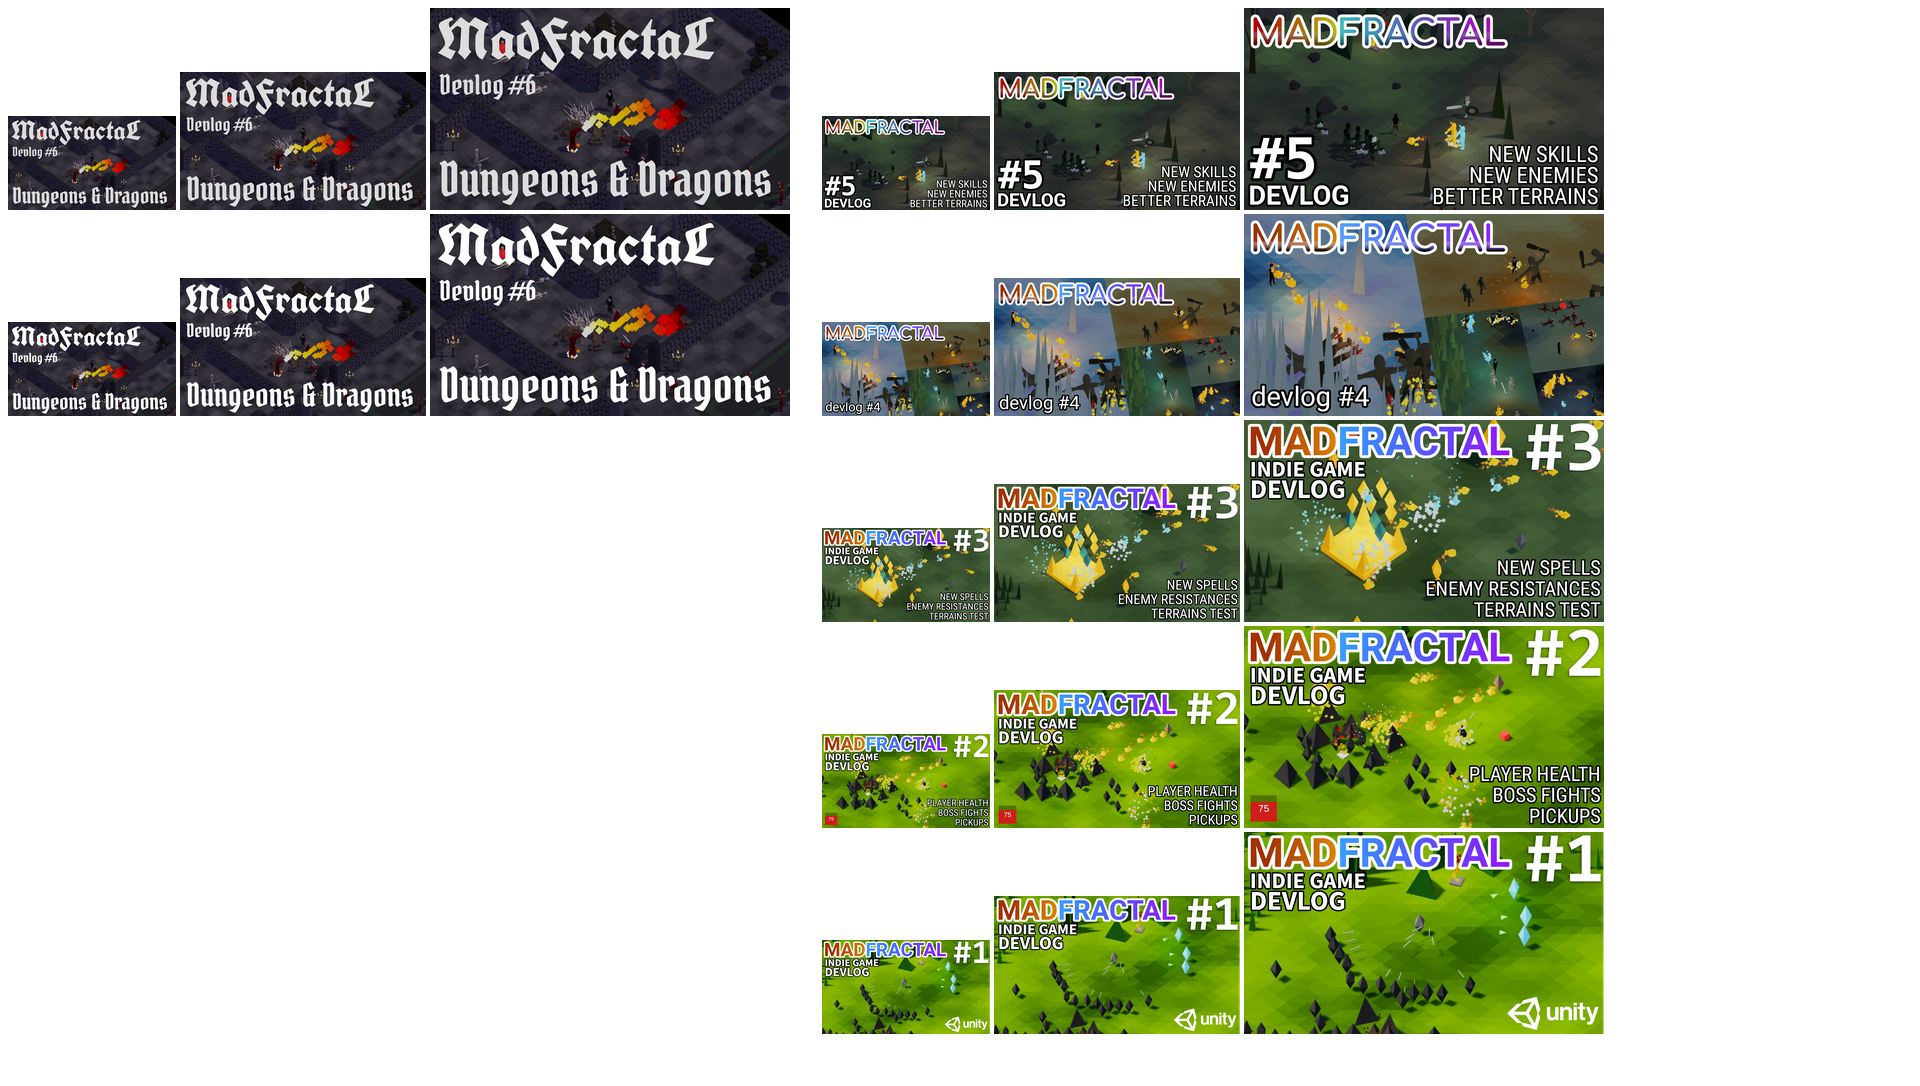 MadFractal
Devlog #6
Dungeons & Dragons
MadFractal
Devlog #6
Dungeons & Dragons
MadFractal
Devlog #6
Dungeons & Dragons
MadFractal
Devlog #6
Dungeons & Dragons
MadFractal
Devlog #6
Dungeons & Dragons
MadFractal
Devlog #6
Dungeons & Dragons
MADFRACTAL
#5
DEVLOG
NEW SKILLS
NEW ENEMIES
BETTER TERRAINS
MADFRACTAL
#5
DEVLOG
NEW SKILLS
NEW ENEMIES
BETTER TERRAINS
MADFRACTAL
#5
DEVLOG
NEW SKILLS
NEW ENEMIES
BETTER TERRAINS
MADFRACTAL
devlog #4
MADFRACTAL
devlog #4
MADFRACTAL
devlog #4
MADFRACTAL #3
INDIE GAME
DEVLOG
NEW SPELLS
ENEMY RESISTANCES
TERRAINS TEST
MADFRACTAL #3
INDIE GAME
DEVLOG
NEW SPELLS
ENEMY RESISTANCES
TERRAINS TEST
MADFRACTAL #3
INDIE GAME
DEVLOG
NEW SPELLS
ENEMY RESISTANCES
TERRAINS TEST
MADFRACTAL #2
INDIE GAME
DEVLOG
PLAYER HEALTH
BOSS FIGHTS
PICKUPS
75
MADFRACTAL #2
INDIE GAME
DEVLOG
PLAYER HEALTH
BOSS FIGHTS
PICKUPS
75
MADFRACTAL #2
INDIE GAME
DEVLOG
PLAYER HEALTH
BOSS FIGHTS
PICKUPS
75
MADFRACTAL #1
INDIE GAME
DEVLOG
unity
MADFRACTAL #1
INDIE GAME
DEVLOG
unity
MADFRACTAL #1
INDIE GAME
DEVLOG
unity